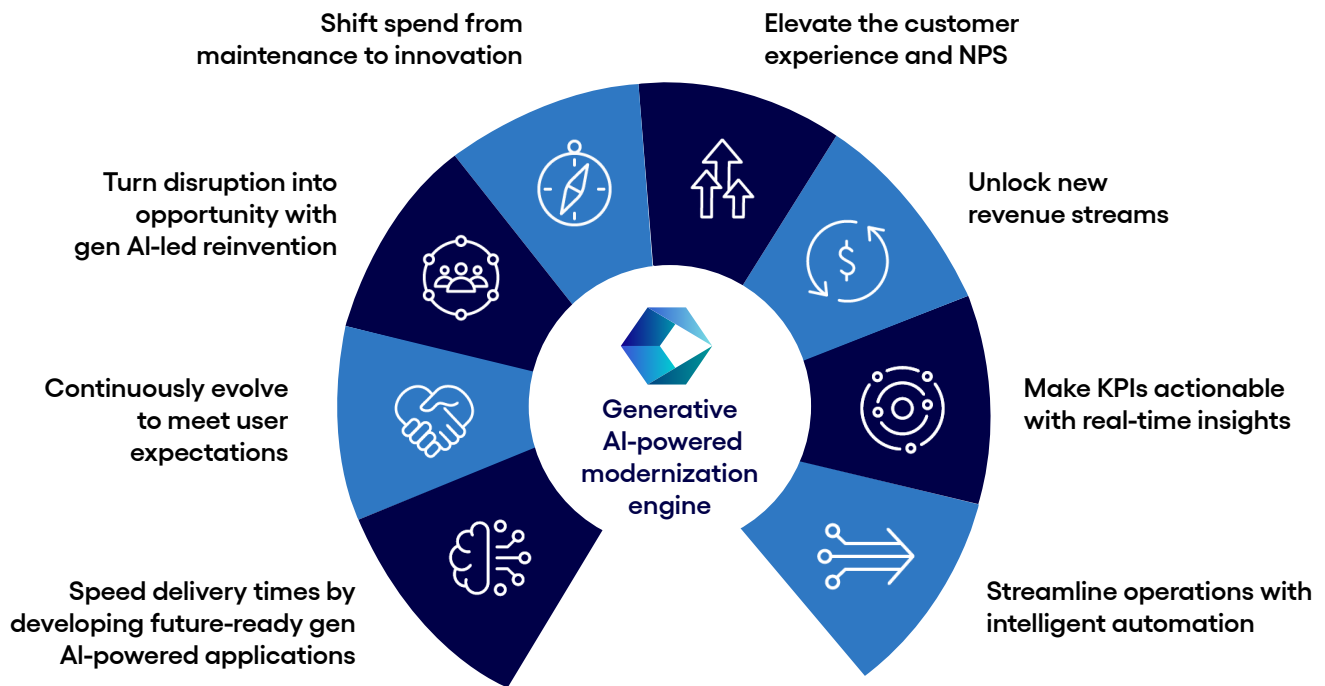 Shift spend from
maintenance to innovation
Elevate the customer
experience and NPS
Turn disruption into
opportunity with
gen AI-led reinvention
Unlock new
revenue streams
Continuously evolve
to meet user
expectations
Generative
AI-powered
modernization
engine
Make KPIs actionable
with real-time insights
Speed delivery times by
developing future-ready gen
AI-powered applications
Streamline operations with
intelligent automation
$